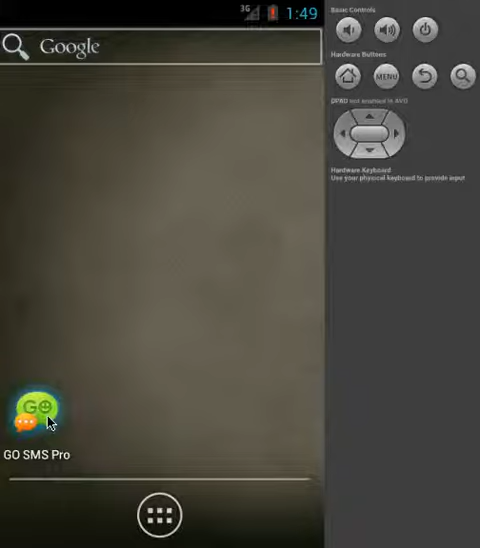 3G 1:49
Google
GO
GO SMS Pro
Basic Controls
Hardware Buttons
MENU
DPAD not enabled in AVD
Hardware Keyboard
Use your physical keyboard to provide input